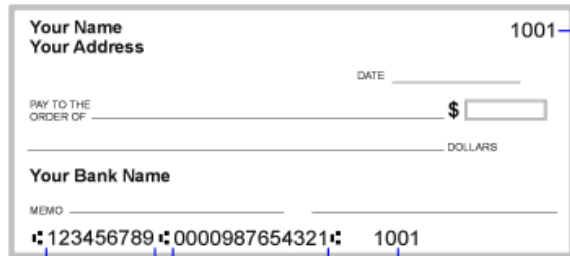 Your Name 1001
Your Address
DATE
PAY TO THE
ORDER OF $
DOLLARS
Your Bank Name
MEMO
⑆123456789⑆0000987654321⑆ 1001